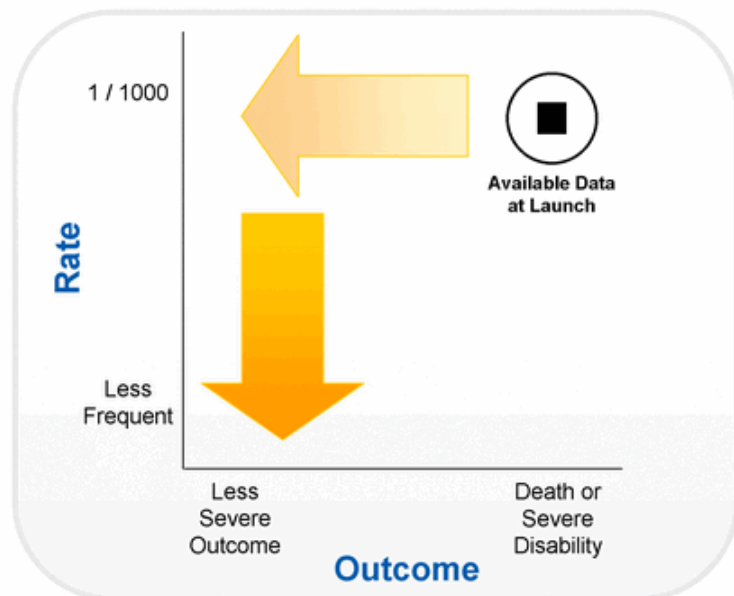 1 / 1000
Available Data
at Launch
Rate
Less
Frequent
Less
Severe
Outcome
Death or
Severe
Disability
Outcome